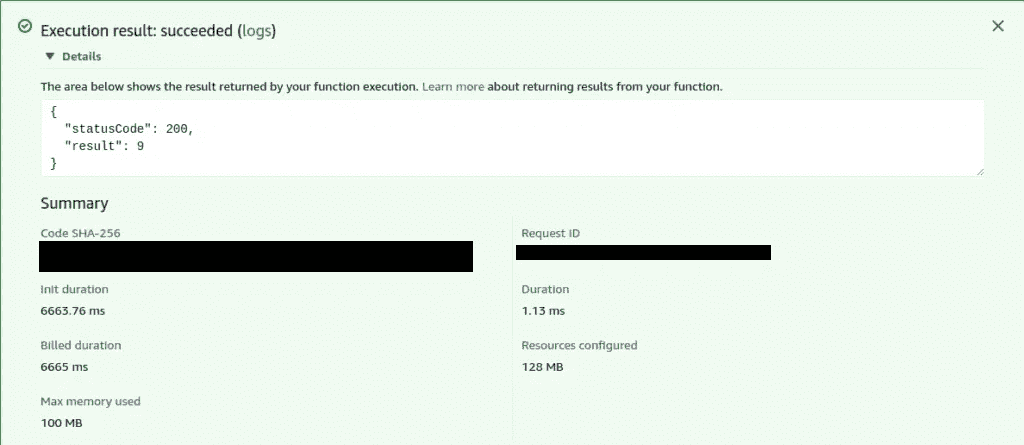 Execution result: succeeded (logs)
Details
The area below shows the result returned by your function execution. Learn more about returning results from your function.
{
  "statusCode": 200,
  "result": 9
}
Summary
Code SHA-256
Request ID
Init duration
6663.76 ms
Duration
1.13 ms
Billed duration
6665 ms
Resources configured
128 MB
Max memory used
100 MB